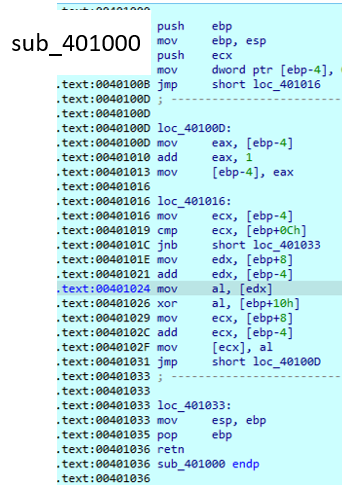 .text:00401000
push    ebp
sub_401000
mov     ebp, esp
push    ecx
mov     dword ptr [ebp-4],
.text:0040100B jmp     short loc_401016
.text:0040100D ; ---------------------------
.text:0040100D
.text:0040100D loc_40100D:
.text:0040100D mov     eax, [ebp-4]
.text:00401010 add     eax, 1
.text:00401013 mov     [ebp-4], eax
.text:00401016
.text:00401016 loc_401016:
.text:00401016 mov     ecx, [ebp-4]
.text:00401019 cmp     ecx, [ebp+0Ch]
.text:0040101C jnb     short loc_401033
.text:0040101E mov     edx, [ebp+8]
.text:00401021 add     edx, [ebp-4]
.text:00401024 mov     al, [edx]
.text:00401026 xor     al, [ebp+10h]
.text:00401029 mov     ecx, [ebp+8]
.text:0040102C add     ecx, [ebp-4]
.text:0040102F mov     [ecx], al
.text:00401031 jmp     short loc_40100D
.text:00401033 ; ---------------------------
.text:00401033
.text:00401033 loc_401033:
.text:00401033 mov     esp, ebp
.text:00401035 pop     ebp
.text:00401036 retn
.text:00401036 sub_401000 endp
.text:00401036